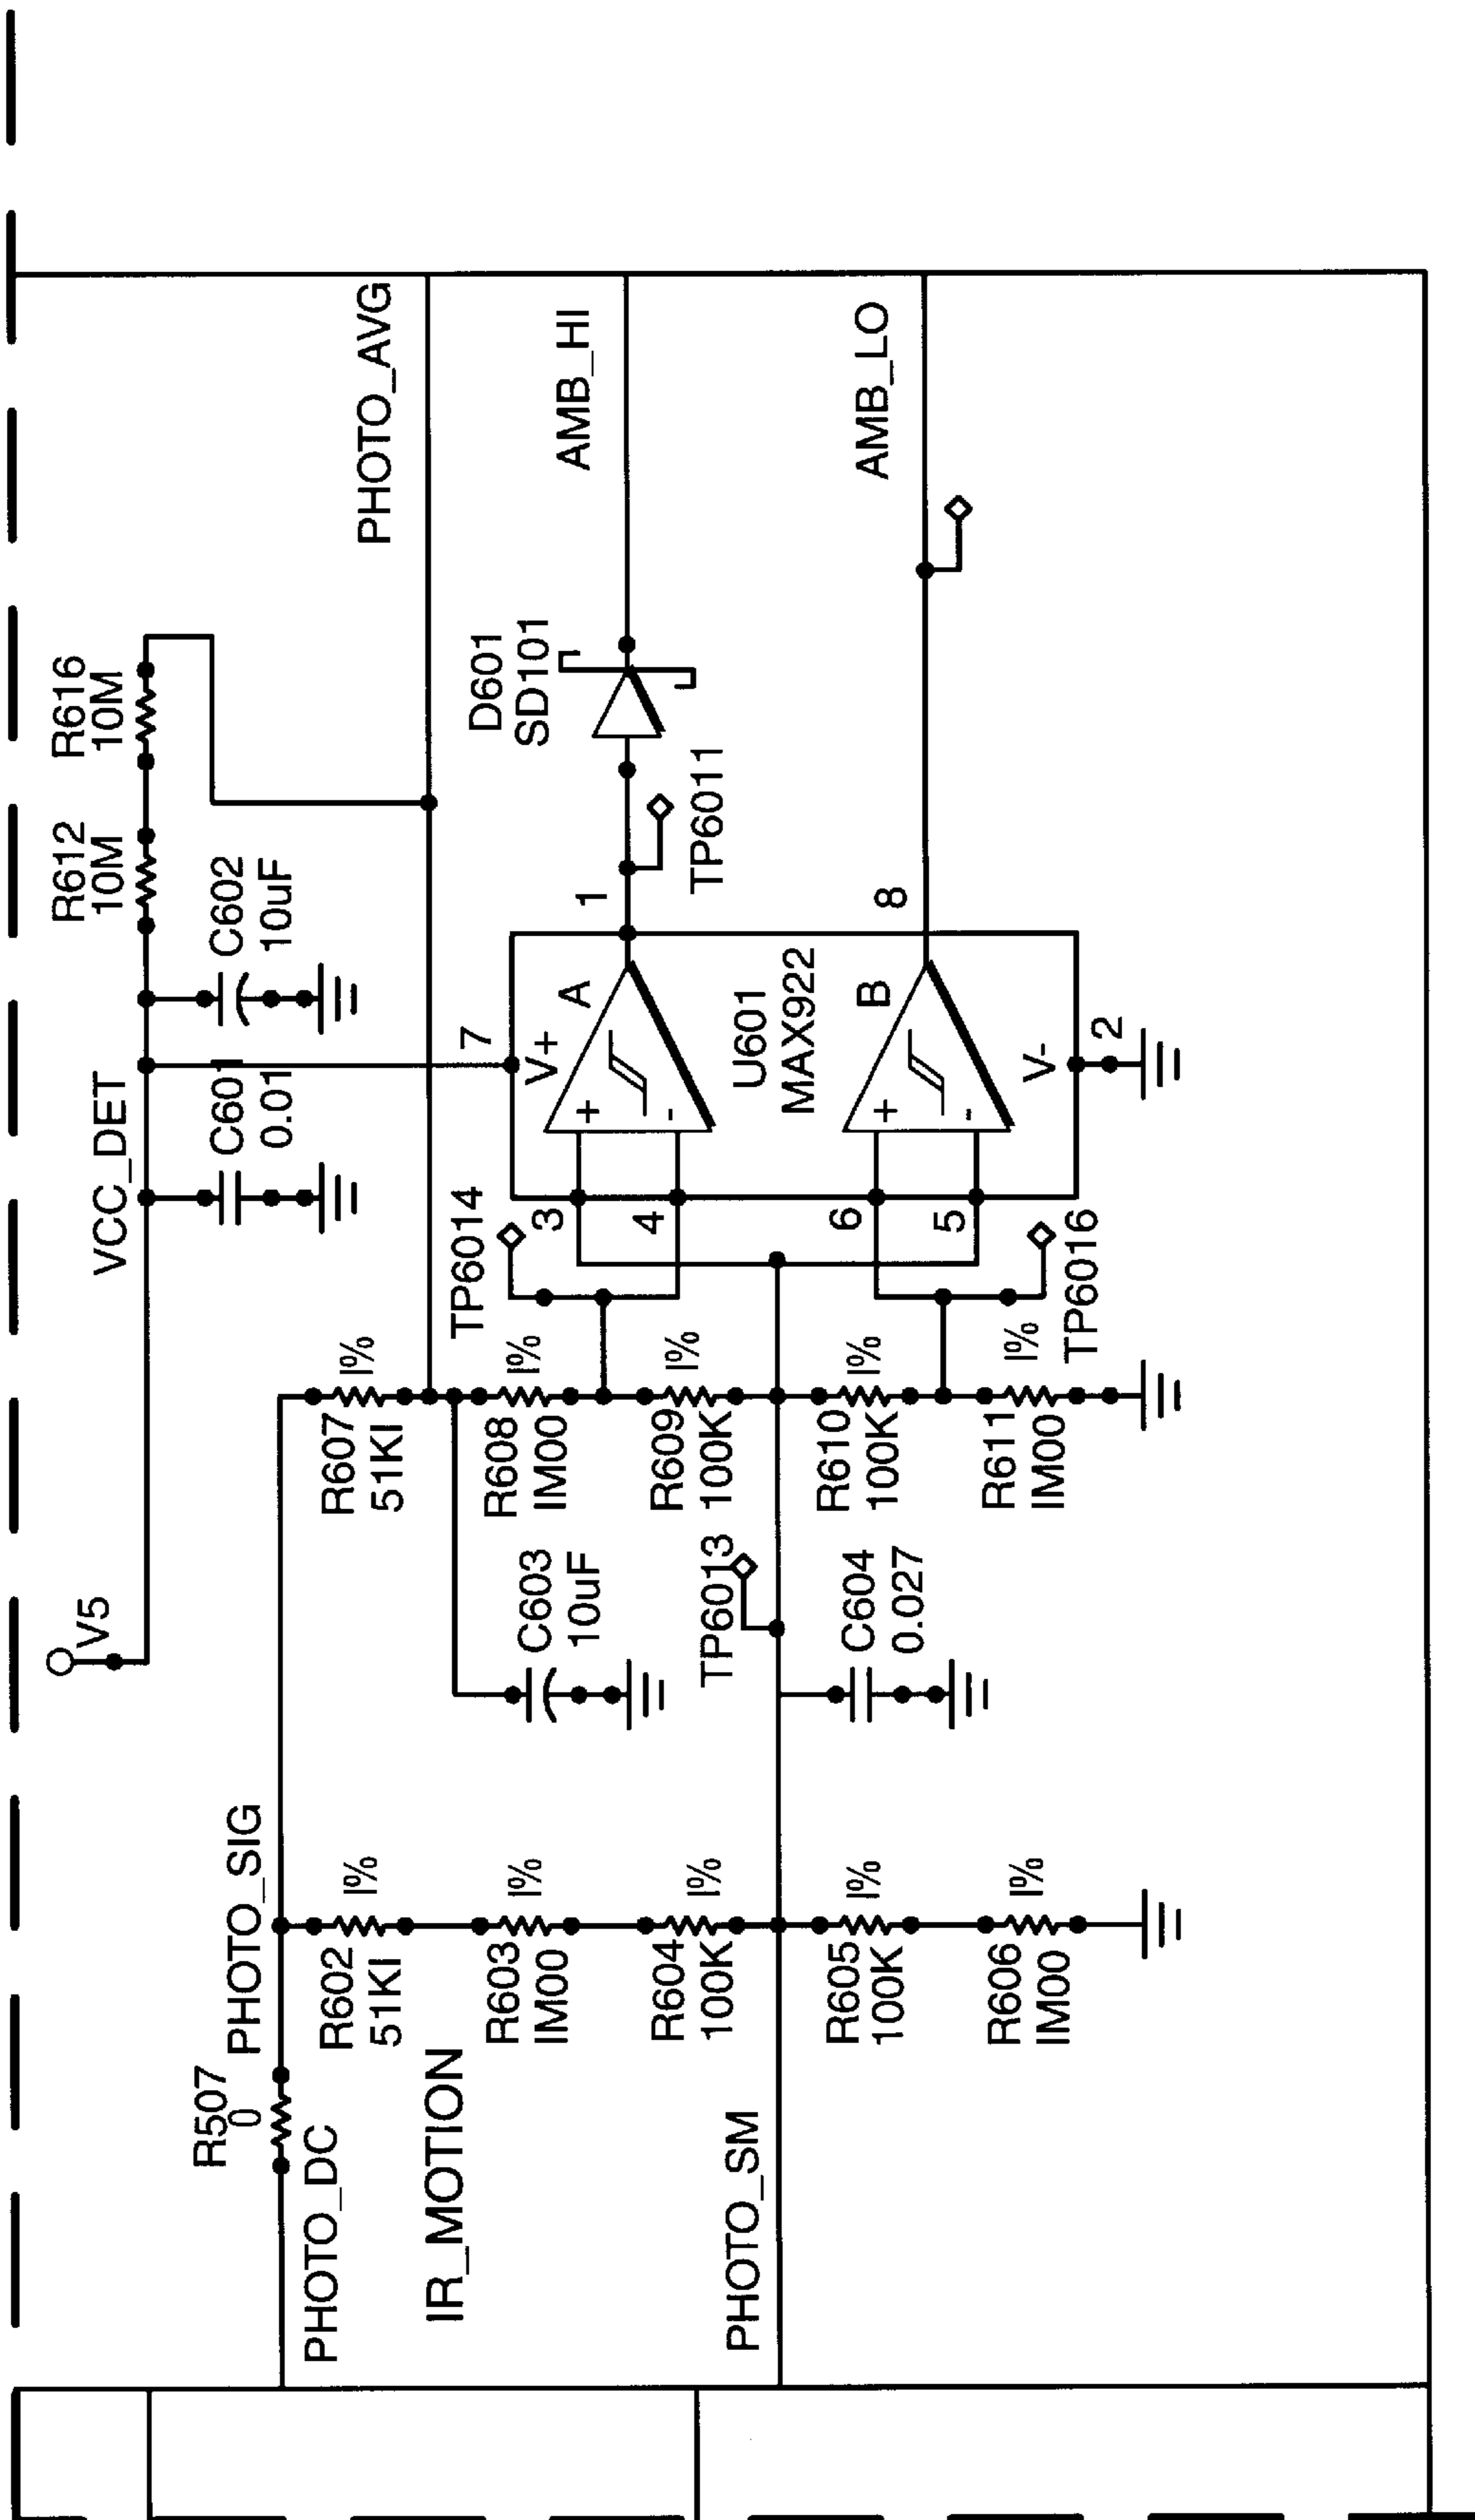 V5
VCC_DET
R612
10M
R616
10M
C601
0.01
C602
10uF
PHOTO_AVG
R507
0
PHOTO_SIG
PHOTO_DC
IR_MOTION
PHOTO_SM
R602
51KI
I%
R603
IM00
I%
R604
100K
I%
R605
100K
I%
R606
IM00
I%
R607
51KI
I%
R608
IM00
I%
R609
100K
I%
R610
100K
I%
R611
IM00
I%
C603
10uF
TP6013
C604
0.027
TP6014
TP6016
3
4
6
5
7
V+
+
-
A
U601
MAX922
+
-
B
V-
2
1
8
TP6011
D601
SD101
AMB_HI
AMB_LO